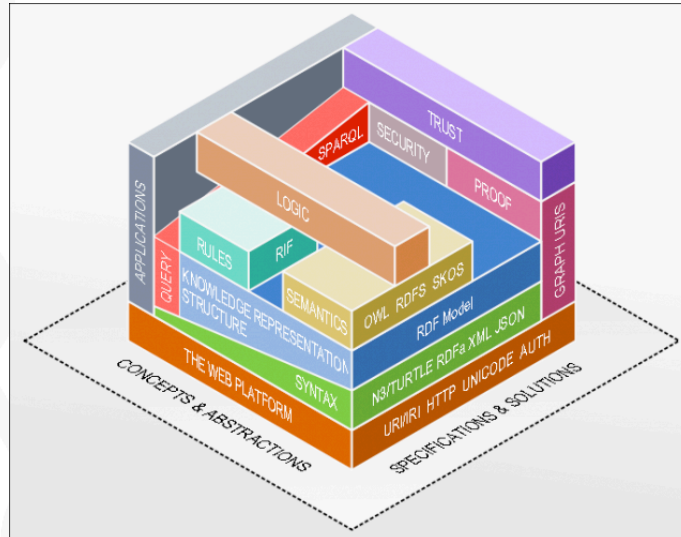 TRUST
SPARQL
SECURITY
PROOF
LOGIC
APPLICATIONS
RULES
RIF
GRAPH URIS
QUERY
KNOWLEDGE REPRESENTATION
STRUCTURE
SEMANTICS
OWL RDFS SKOS
RDF Model
SYNTAX
N3/TURTLE RDFa XML JSON
THE WEB PLATFORM
URI/IRI HTTP UNICODE AUTH
CONCEPTS & ABSTRACTIONS
SPECIFICATIONS & SOLUTIONS